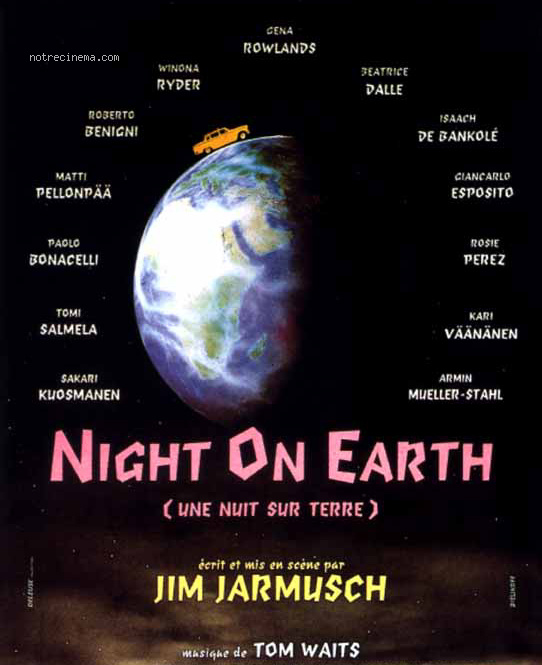 GENA
ROWLANDS
notrecinema.com
WINONA
RYDER
BEATRICE
DALLE
ROBERTO
BENIGNI
ISAACH
DE BANKOLÉ
MATTI
PELLONPÄÄ
GIANCARLO
ESPOSITO
PAOLO
BONACELLI
ROSIE
PEREZ
TOMI
SALMELA
KARI
VÄÄNÄNEN
SAKARI
KUOSMANEN
ARMIN
MUELLER-STAHL
NIGHT ON EARTH
(UNE NUIT SUR TERRE)
écrit et mis en scène par
JIM JARMUSCH
musique de TOM WAITS